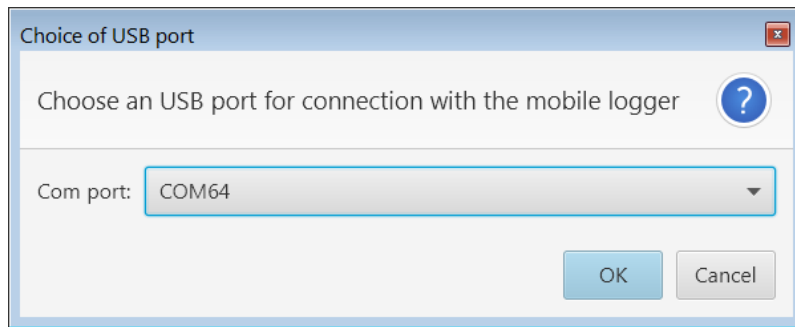 Choice of USB port
Choose an USB port for connection with the mobile logger
?
Com port: COM64
OK Cancel